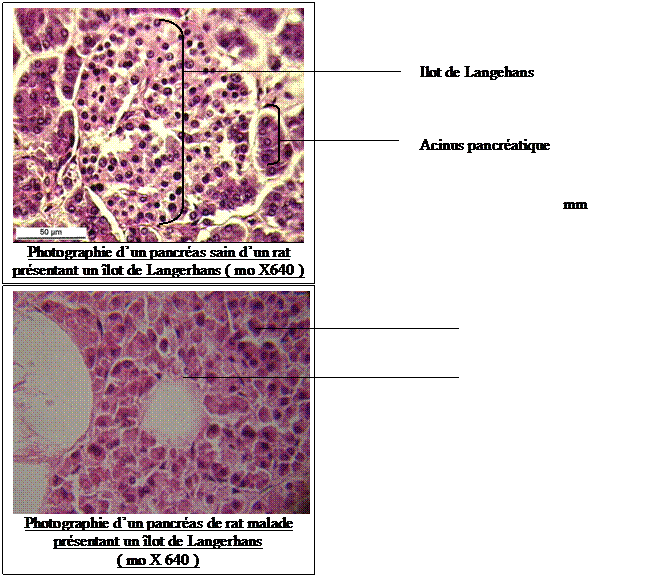 Ilot de Langehans
Acinus pancréatique
mm
50 µm
Photographie d’un pancréas sain d’un rat
présentant un îlot de Langerhans ( mo X640 )
Photographie d’un pancréas de rat malade
présentant un îlot de Langerhans
( mo X 640 )